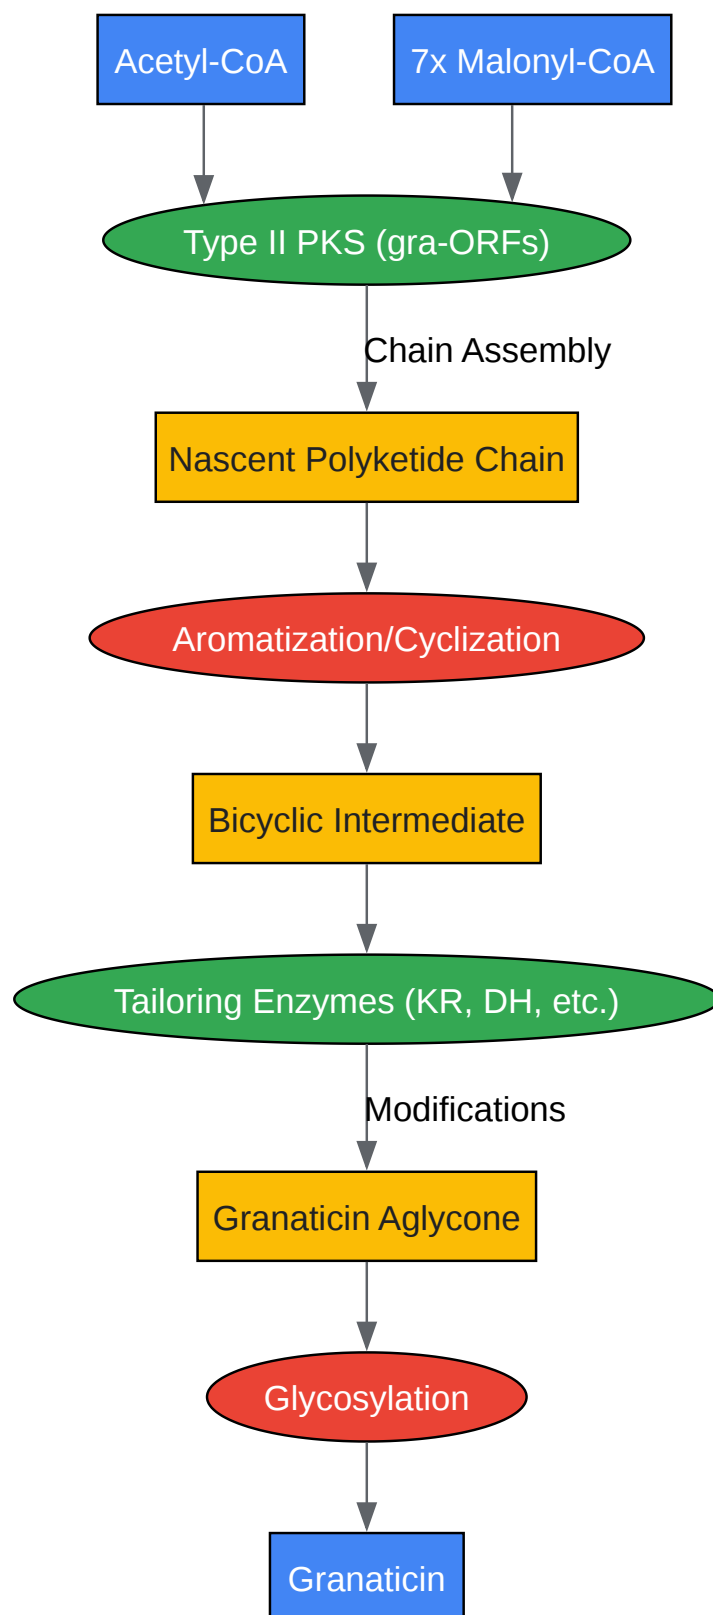 Acetyl-CoA
7x Malonyl-CoA
Type II PKS (gra-ORFs)
Chain Assembly
Nascent Polyketide Chain
Aromatization/Cyclization
Bicyclic Intermediate
Tailoring Enzymes (KR, DH, etc.)
Modifications
Granaticin Aglycone
Glycosylation
Granaticin